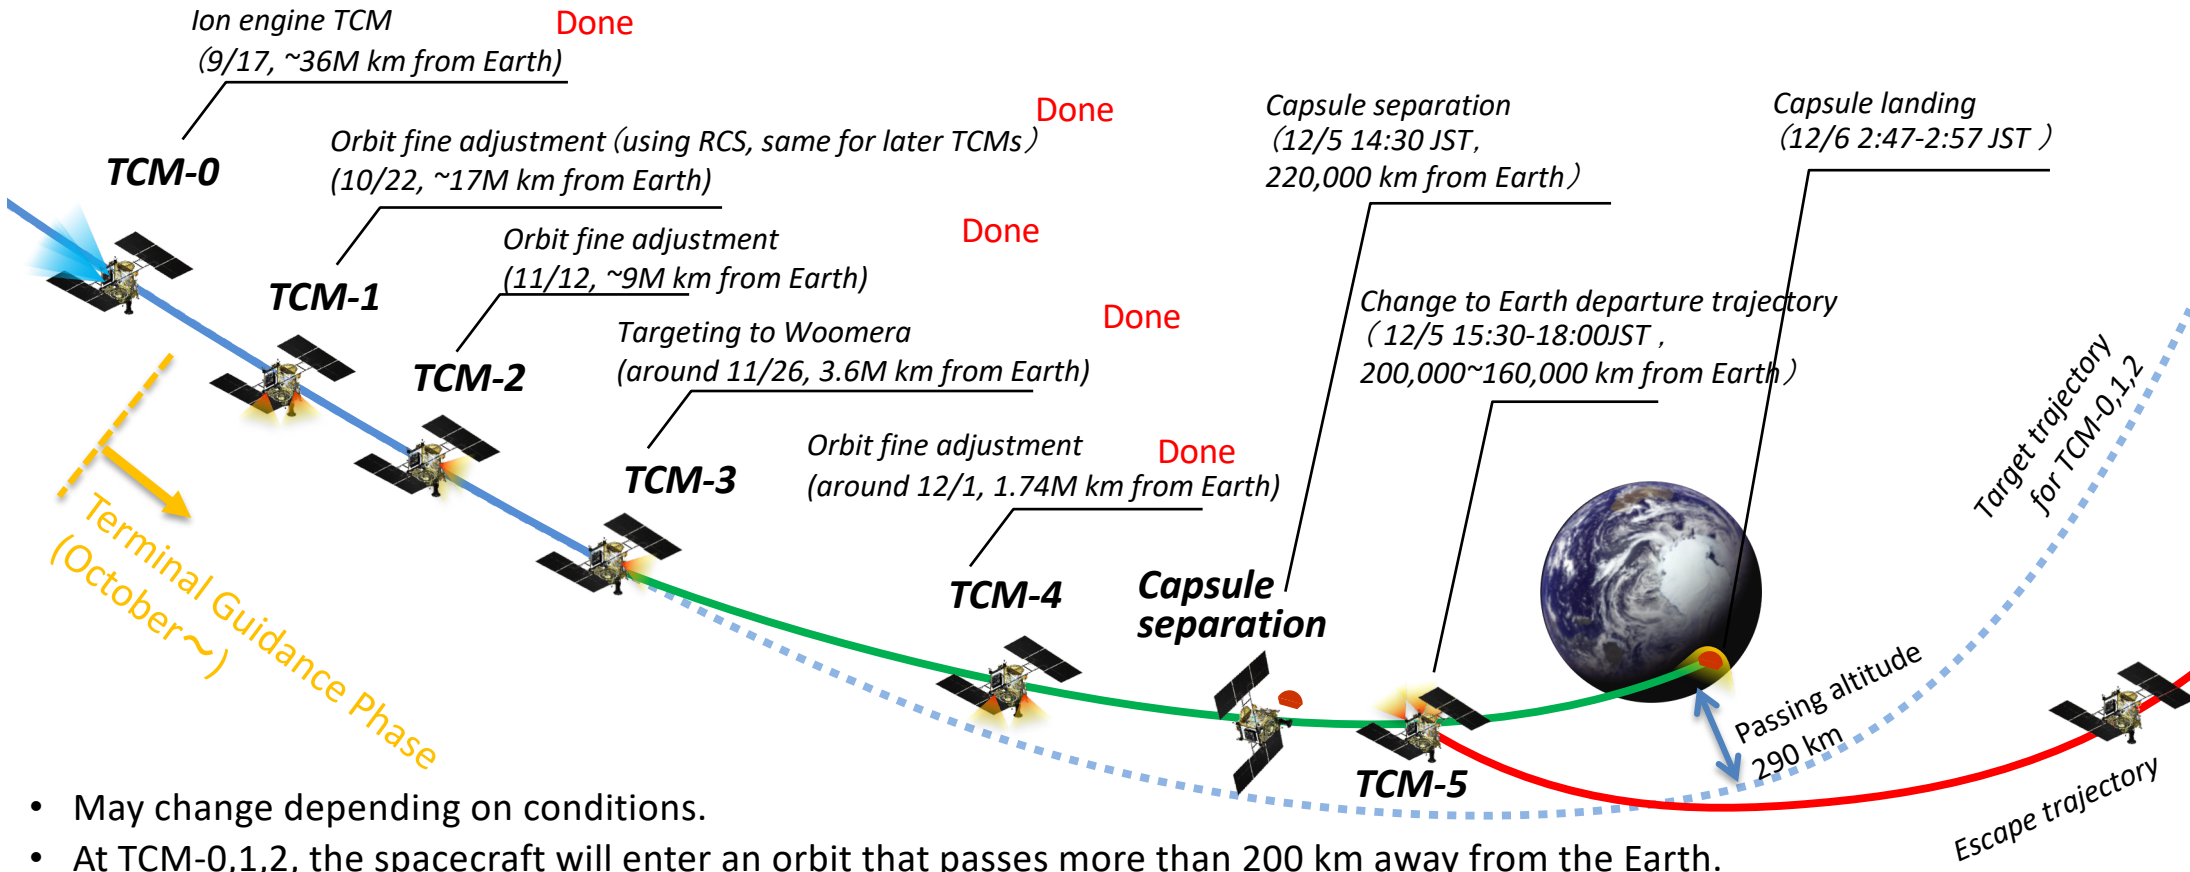 Ion engine TCM
(9/17, ~36M km from Earth)
Done
TCM-0
Orbit fine adjustment (using RCS, same for later TCMs)
(10/22, ~17M km from Earth)
Done
TCM-1
Orbit fine adjustment
(11/12, ~9M km from Earth)
Done
TCM-2
Targeting to Woomera
(around 11/26, 3.6M km from Earth)
Done
TCM-3
Orbit fine adjustment
(around 12/1, 1.74M km from Earth)
Done
TCM-4
Capsule separation
(12/5 14:30 JST,
220,000 km from Earth)
Capsule
separation
Change to Earth departure trajectory
( 12/5 15:30-18:00JST ,
200,000~160,000 km from Earth)
TCM-5
Capsule landing
(12/6 2:47-2:57 JST )
Target trajectory
for TCM-0,1,2
Passing altitude
290 km
Escape trajectory
Terminal Guidance Phase
(October～)
• May change depending on conditions.
• At TCM-0,1,2, the spacecraft will enter an orbit that passes more than 200 km away from the Earth.